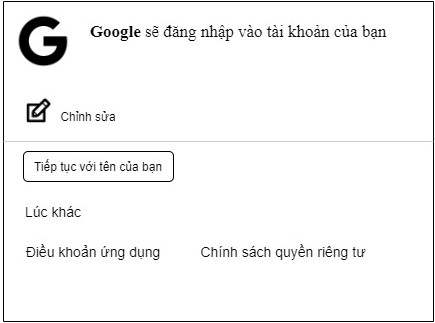 Google sẽ đăng nhập vào tài khoản của bạn
Chỉnh sửa
Tiếp tục với tên của bạn
Lúc khác
Điều khoản ứng dụng Chính sách quyền riêng tư